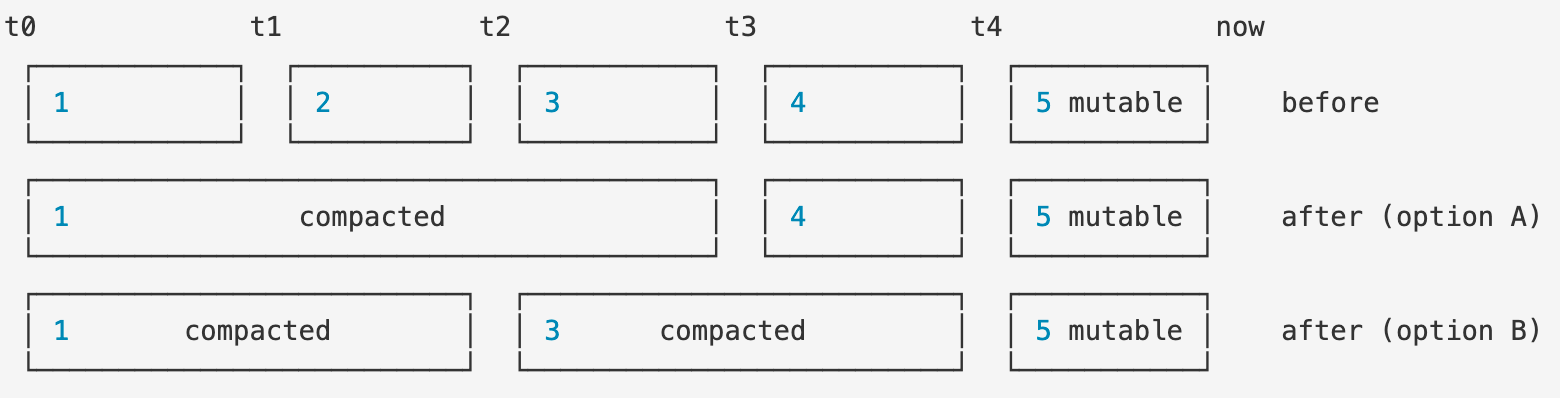 t0 t1 t2 t3 t4 now
1 2 3 4 5 mutable before
1 compacted 4 5 mutable after (option A)
1 compacted 3 compacted 5 mutable after (option B)